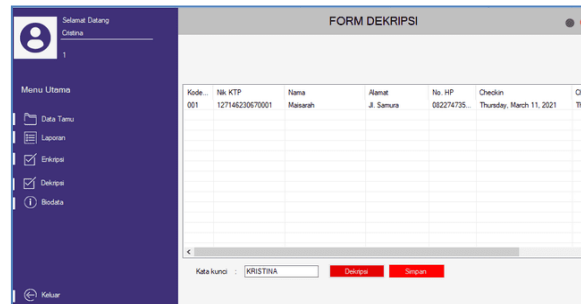 Selamat Datang
Cristina
1
FORM DEKRIPSI
Menu Utama
Data Tamu
Laporan
Enkripsi
Dekripsi
Biodata
Keluar
Kode... Nik KTP Nama Alamat No. HP Checkin
001 127146230670001 Maisarah Jl. Samura 082274735... Thursday, March 11, 2021
Kata kunci : KRISTINA Dekripsi Simpan